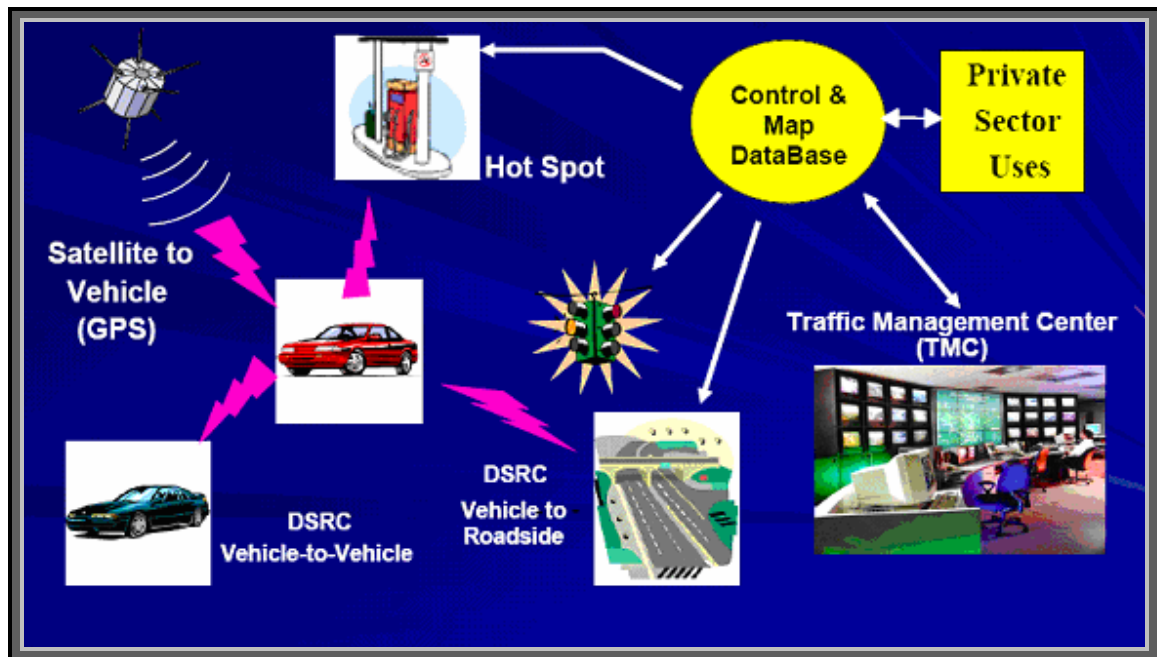 Control &
Map
DataBase
Private
Sector
Uses
Hot Spot
Satellite to
Vehicle
(GPS)
Traffic Management Center
(TMC)
DSRC
Vehicle to
Roadside
DSRC
Vehicle-to-Vehicle